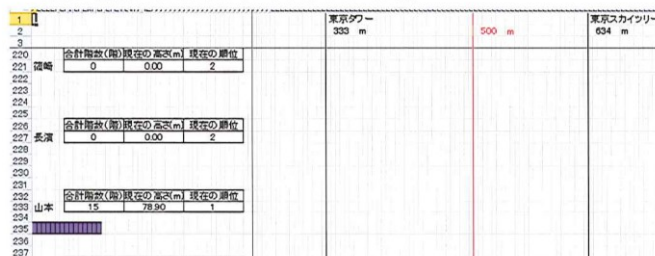 1 東京タワー 東京スカイツリー
2 333 m 500 m 634 m
3
220 合計階数(階) 現在の高さ(m) 現在の順位
221 篠崎 0 0.00 2
222
223
224
225
226 合計階数(階) 現在の高さ(m) 現在の順位
227 長濱 0 0.00 2
228
229
230
231
232 合計階数(階) 現在の高さ(m) 現在の順位
233 山本 15 78.90 1
234
235
236
237